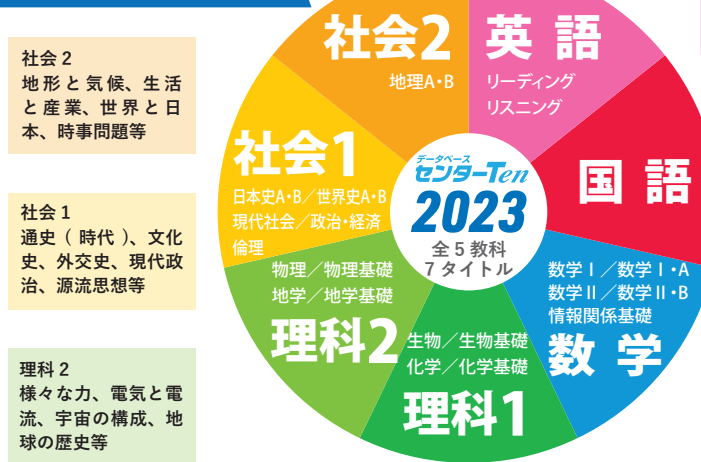 社会2
地形と気候、生活
と産業、世界と日
本、時事問題等
社会1
通史(時代)、文化
史、外交史、現代政
治、源流思想等
理科2
様々な力、電気と電
流、宇宙の構成、地
球の歴史等
社会2
地理A・B
英語
リーディング
リスニング
社会1
日本史A・B／世界史A・B
現代社会／政治・経済
倫理
国語
データベース
センターTen
2023
全5教科
7タイトル
物理／物理基礎
地学／地学基礎
理科2
生物／生物基礎
化学／化学基礎
理科1
数学Ⅰ／数学Ⅰ・A
数学Ⅱ／数学Ⅱ・B
情報関係基礎
数学